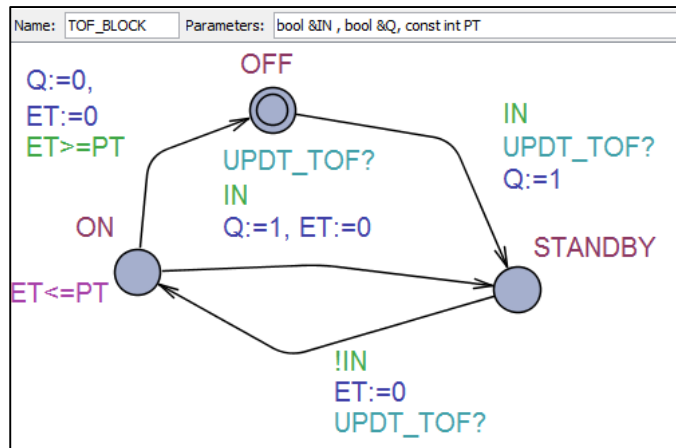 Name: TOF_BLOCK Parameters: bool &IN , bool &Q, const int PT
OFF
Q:=0,
ET:=0
ET>=PT
UPDT_TOF?
IN
Q:=1, ET:=0
IN
UPDT_TOF?
Q:=1
ON
STANDBY
ET<=PT
!IN
ET:=0
UPDT_TOF?